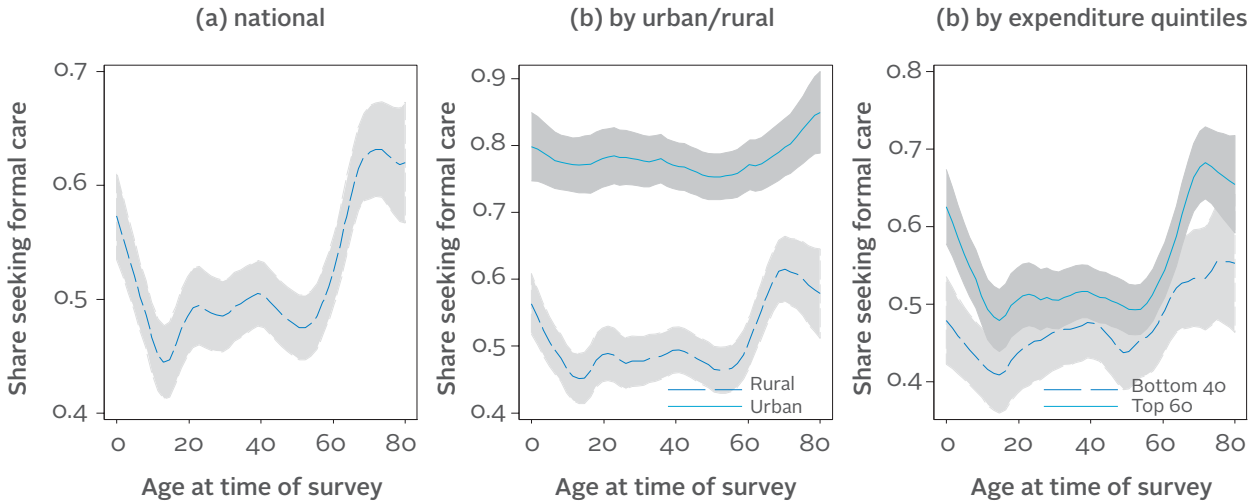 (a) national
Share seeking formal care
0.7
0.6
0.5
0.4
0 20 40 60 80
Age at time of survey
(b) by urban/rural
Share seeking formal care
0.9
0.8
0.7
0.6
0.5
0.4
Rural
Urban
0 20 40 60 80
Age at time of survey
(b) by expenditure quintiles
Share seeking formal care
0.8
0.7
0.6
0.5
0.4
Bottom 40
Top 60
0 20 40 60 80
Age at time of survey